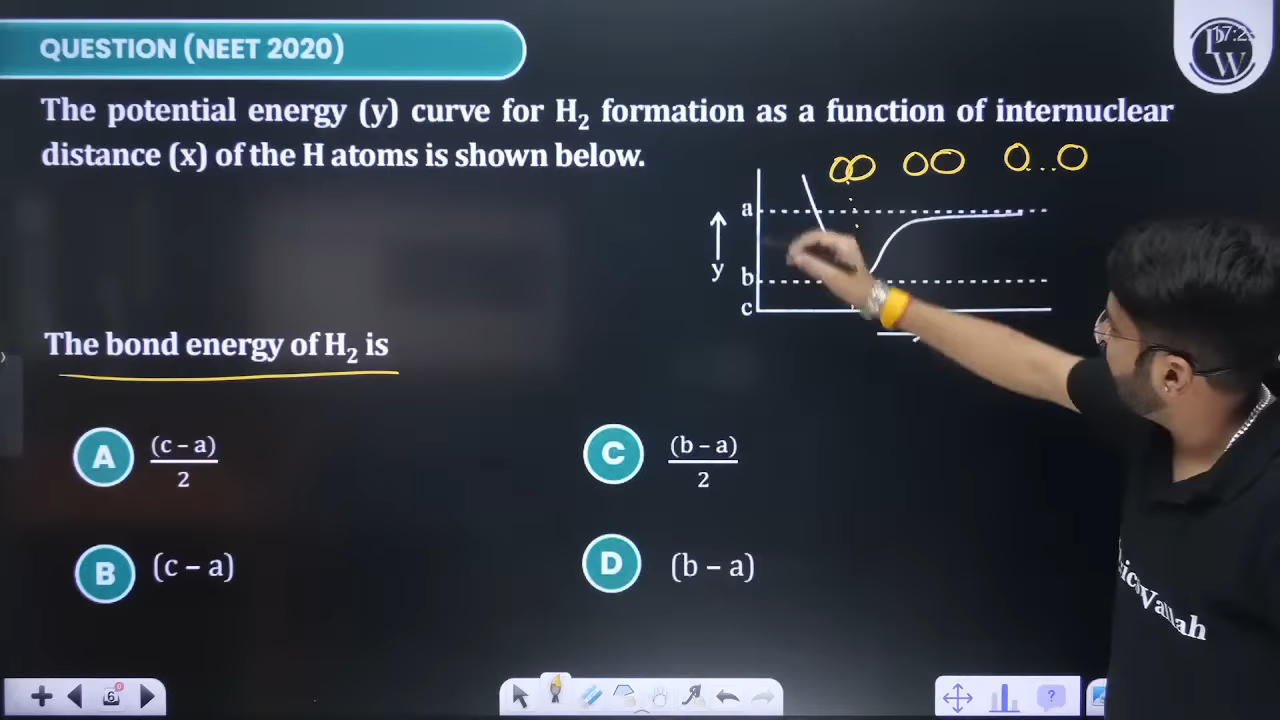 QUESTION (NEET 2020)
The potential energy (y) curve for H₂ formation as a function of internuclear
distance (x) of the H atoms is shown below.
a
y
b
c
The bond energy of H₂ is
A (c – a)/2
C (b – a)/2
B (c – a)
D (b – a)
6